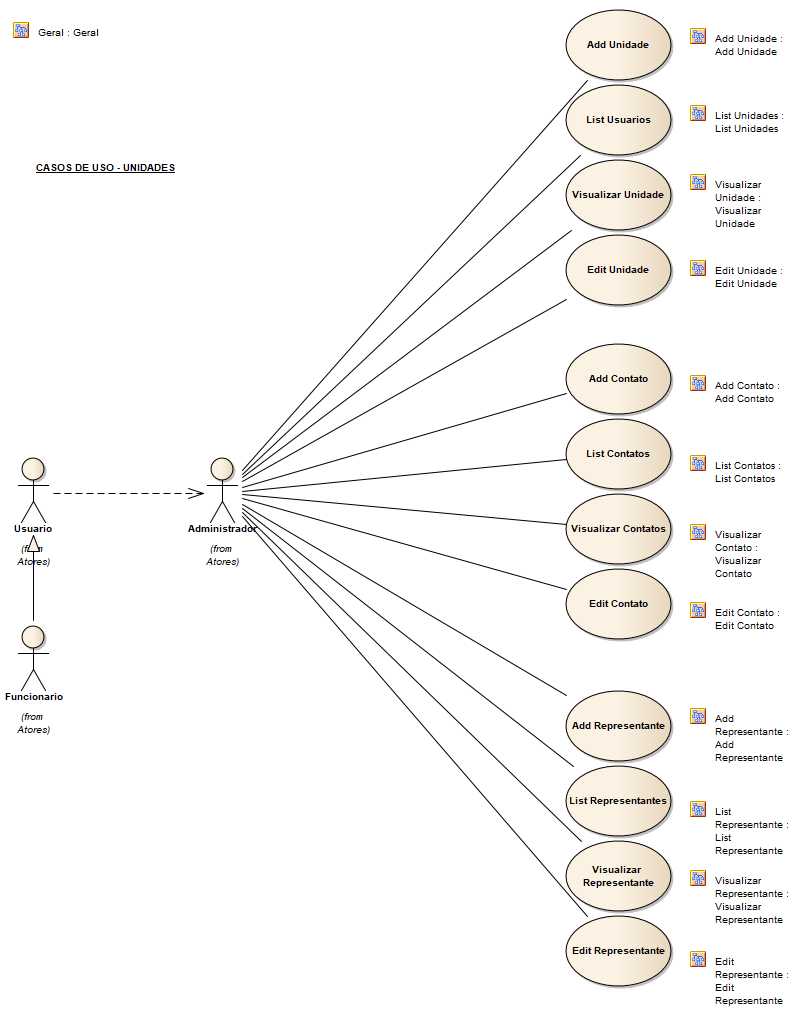 Geral : Geral
CASOS DE USO - UNIDADES
Add Unidade
Add Unidade :
Add Unidade
List Usuarios
List Unidades :
List Unidades
Visualizar Unidade
Visualizar
Unidade :
Visualizar
Unidade
Edit Unidade
Edit Unidade :
Edit Unidade
Add Contato
Add Contato :
Add Contato
List Contatos
List Contatos :
List Contatos
Visualizar Contatos
Visualizar
Contato :
Visualizar
Contato
Edit Contato
Edit Contato :
Edit Contato
Usuario
(from
Atores)
Administrador
(from
Atores)
Funcionario
(from
Atores)
Add Representante
Add
Representante :
Add
Representante
List Representantes
List
Representante :
List
Representante
Visualizar
Representante
Visualizar
Representante :
Visualizar
Representante
Edit Representante
Edit
Representante :
Edit
Representante